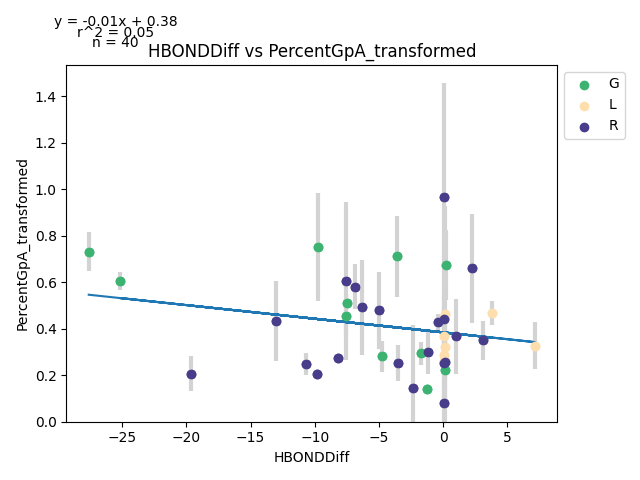 y = -0.01x + 0.38
r^2 = 0.05
n = 40
HBONDDiff vs PercentGpA_transformed
G
L
R
PercentGpA_transformed
1.4
1.2
1.0
0.8
0.6
0.4
0.2
0.0
−25
−20
−15
−10
−5
0
5
HBONDDiff